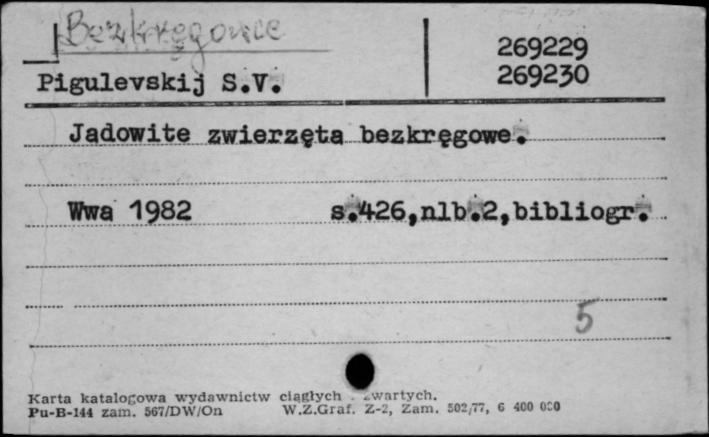 Bezkręgowce
269229
Pigulevskij S.V.
269230
Jadowite zwierzęta bezkręgowe.
Wwa 1982 s.426,nlb.2,bibliogr.
5
Karta katalogowa wydawnictw ciągłych zwartych.
Pu-B-144 zam. 567/DW/On W.Z.Graf. Z-2, Zam. 502/77, 6 400 000